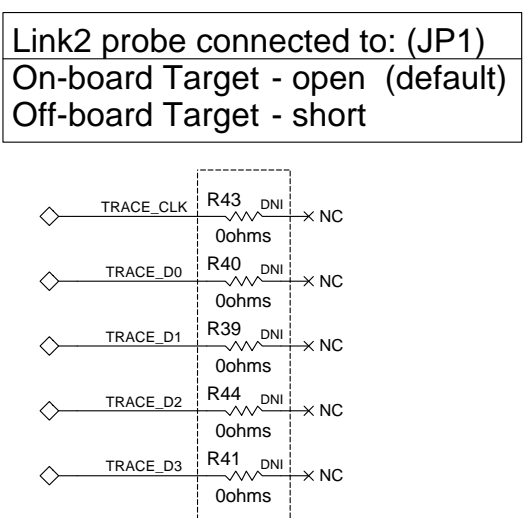 Link2 probe connected to: (JP1)
On-board Target - open (default)
Off-board Target - short
TRACE_CLK R43 DNI NC
0ohms
TRACE_D0 R40 DNI NC
0ohms
TRACE_D1 R39 DNI NC
0ohms
TRACE_D2 R44 DNI NC
0ohms
TRACE_D3 R41 DNI NC
0ohms